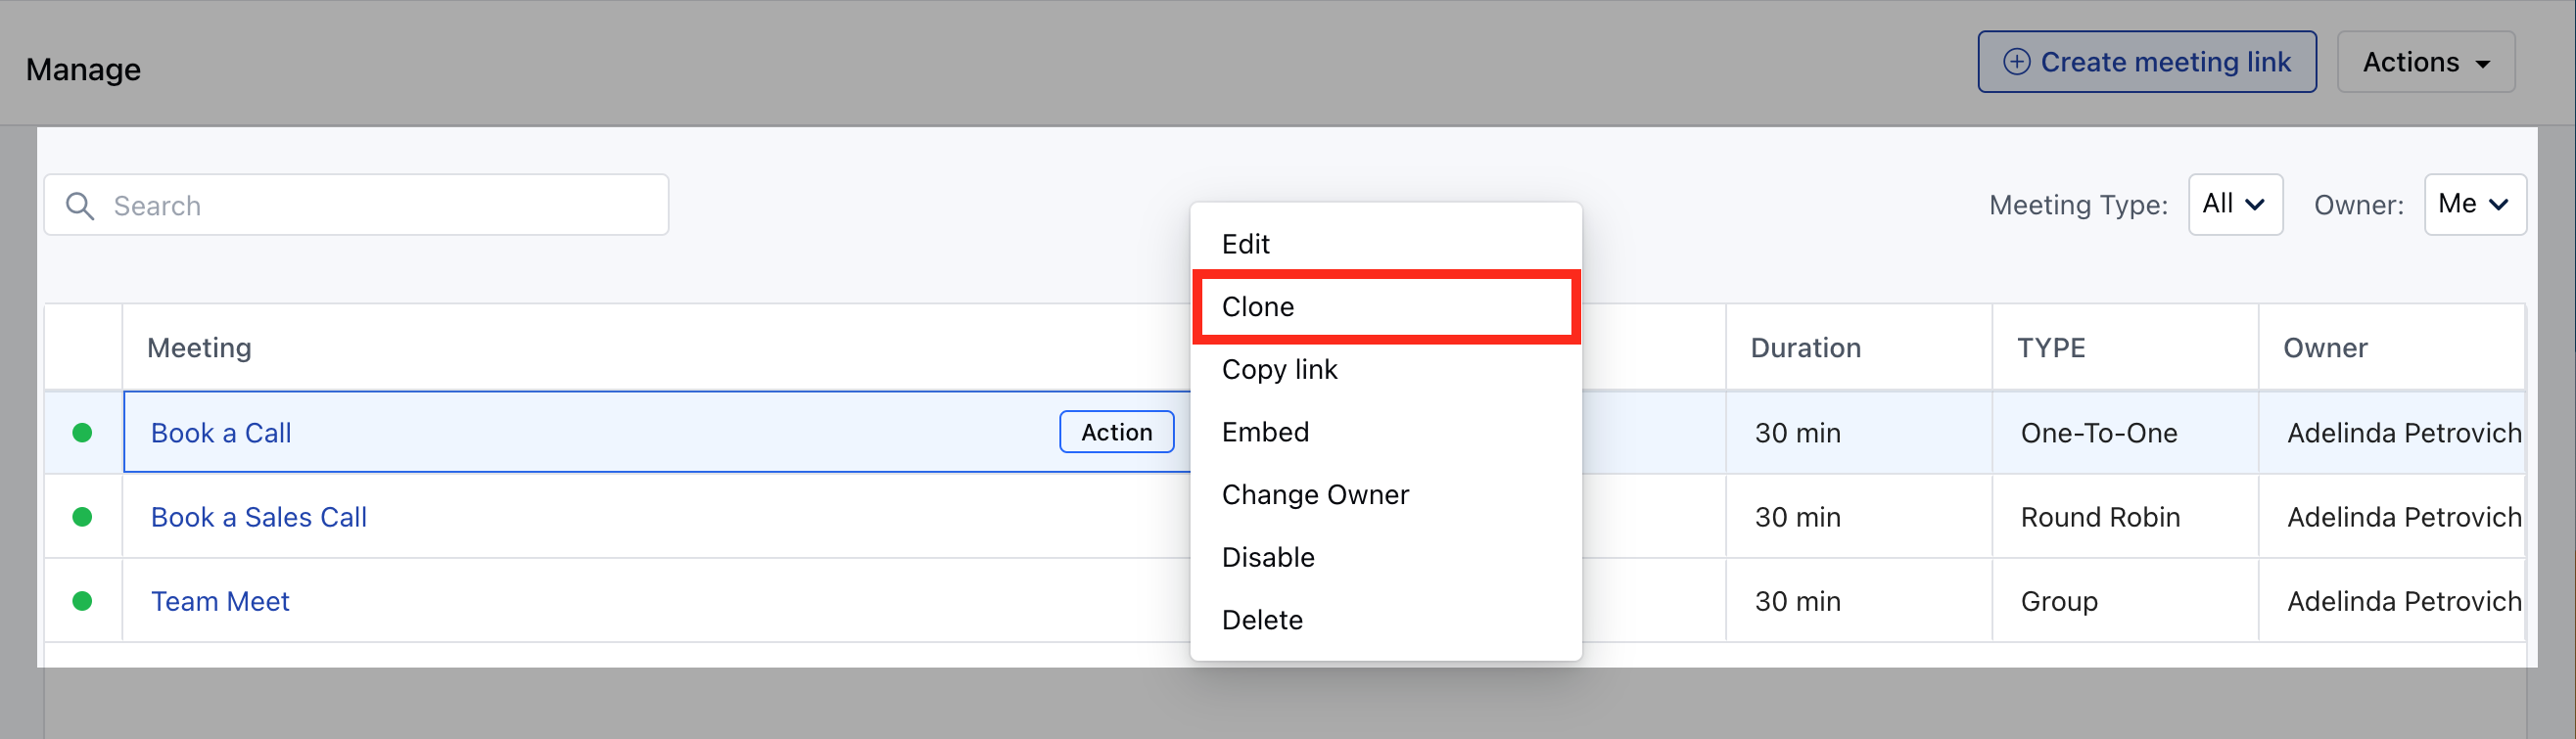 Manage
Create meeting link
Actions
Search
Meeting Type:
All
Owner:
Me
Edit
Clone
Copy link
Embed
Change Owner
Disable
Delete
Meeting
Duration
TYPE
Owner
Book a Call
Action
30 min
One-To-One
Adelinda Petrovich
Book a Sales Call
30 min
Round Robin
Adelinda Petrovich
Team Meet
30 min
Group
Adelinda Petrovich